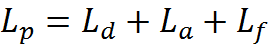 L_p = L_d + L_a + L_f